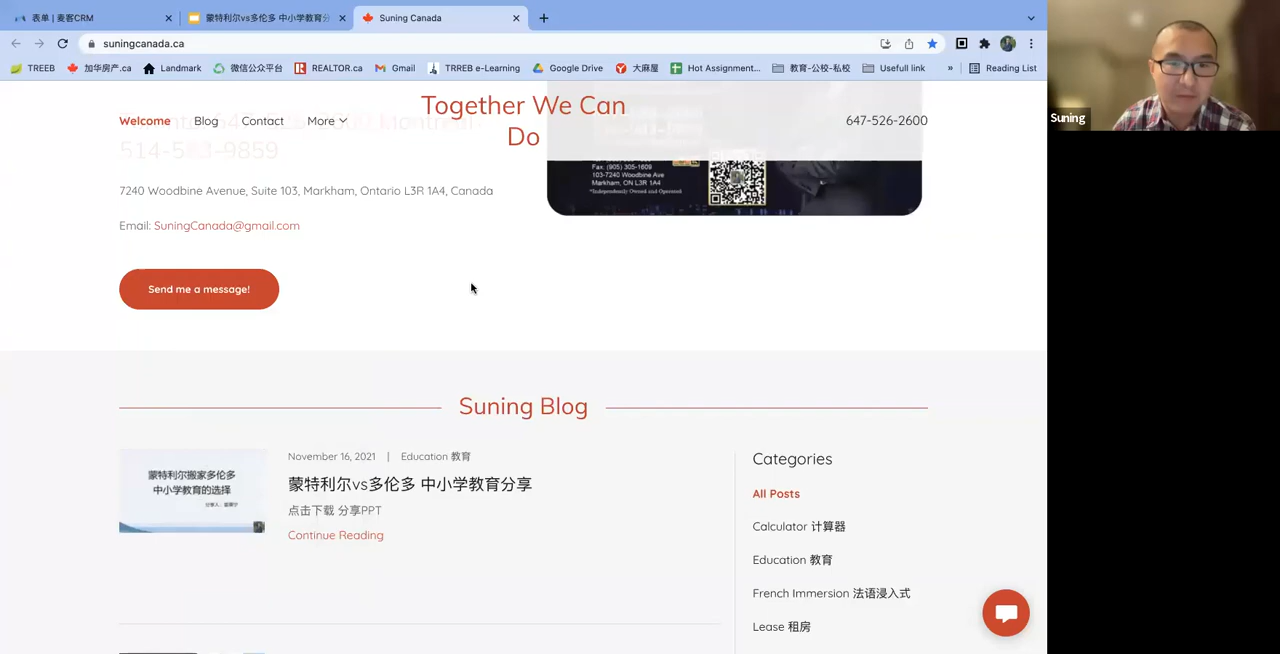 表单 | 麦客CRM
蒙特利尔vs多伦多 中小学教育分
Suning Canada
suningcanada.ca
TREEB
加华房产.ca
Landmark
微信公众平台
REALTOR.ca
Gmail
TRREB e-Learning
Google Drive
大麻屋
Hot Assignment...
教育-公校-私校
Usefull link
»
Reading List
Suning
Together We Can
Do
Welcome
Blog
Contact
More
647-526-2600
7240 Woodbine Avenue, Suite 103, Markham, Ontario L3R 1A4, Canada
Email: SuningCanada@gmail.com
Send me a message!
Fax: (905) 305-1609
103-7240 Woodbine Ave
Markham, ON L3R 1A4
*Independently Owned and Operated
Suning Blog
蒙特利尔搬家多伦多
中小学教育的选择
November 16, 2021 | Education 教育
蒙特利尔vs多伦多 中小学教育分享
点击下载 分享PPT
Continue Reading
Categories
All Posts
Calculator 计算器
Education 教育
French Immersion 法语浸入式
Lease 租房